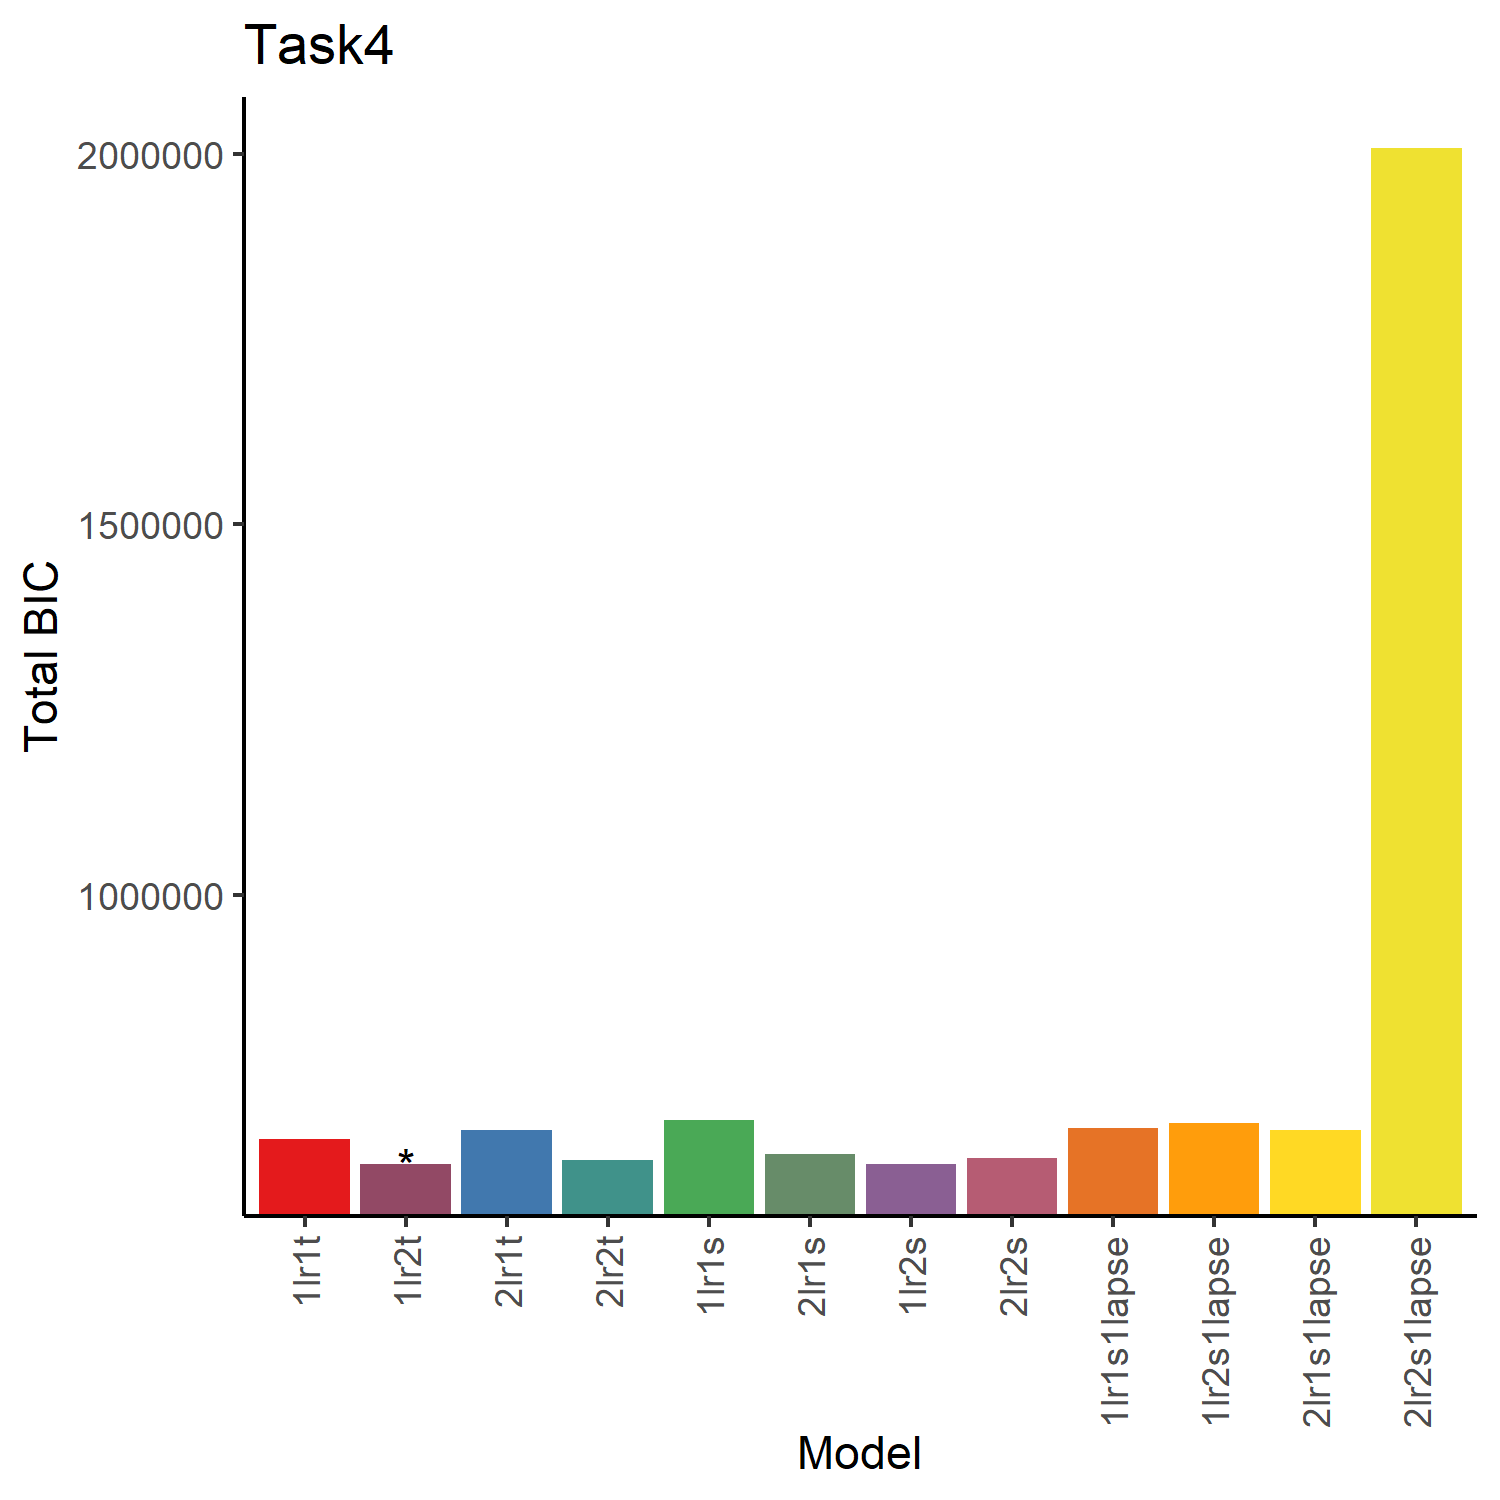 Task4
2000000
1500000
1000000
Total BIC
*
1lr1t
1lr2t
2lr1t
2lr2t
1lr1s
2lr1s
1lr2s
2lr2s
1lr1s1lapse
1lr2s1lapse
2lr1s1lapse
2lr2s1lapse
Model